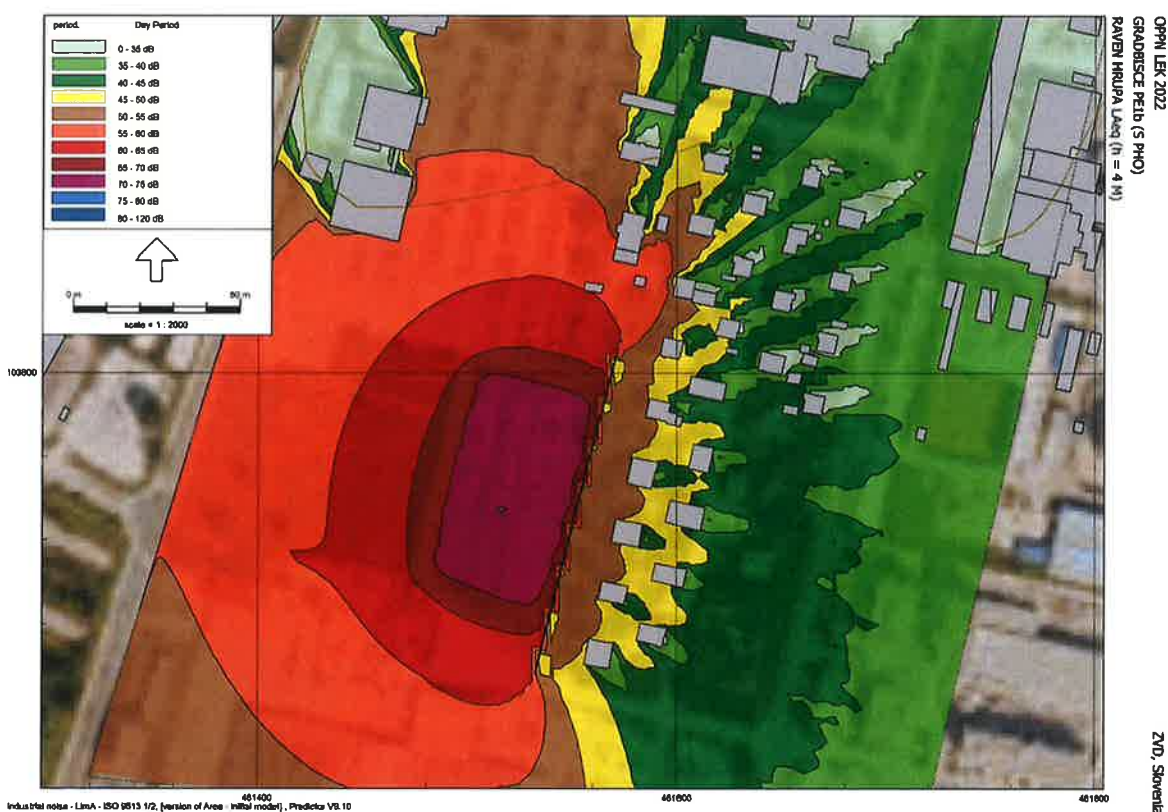 period.
Day Period
0 - 35 dB
35 - 40 dB
40 - 45 dB
45 - 50 dB
50 - 55 dB
55 - 60 dB
60 - 65 dB
65 - 70 dB
70 - 75 dB
75 - 80 dB
80 - 120 dB
0 m
scale = 1 : 2000
OPPN LEK 2022
GRADBISCE PE1b (S PHO)
RAVEN HRUPA LAeq (h = 4 M)
ZVD, Slovenia
103800
461400
461600
461800
Industrial noise - LimA - ISO 9613 1/2, [version of Area - initial model] , Predictor V9.10